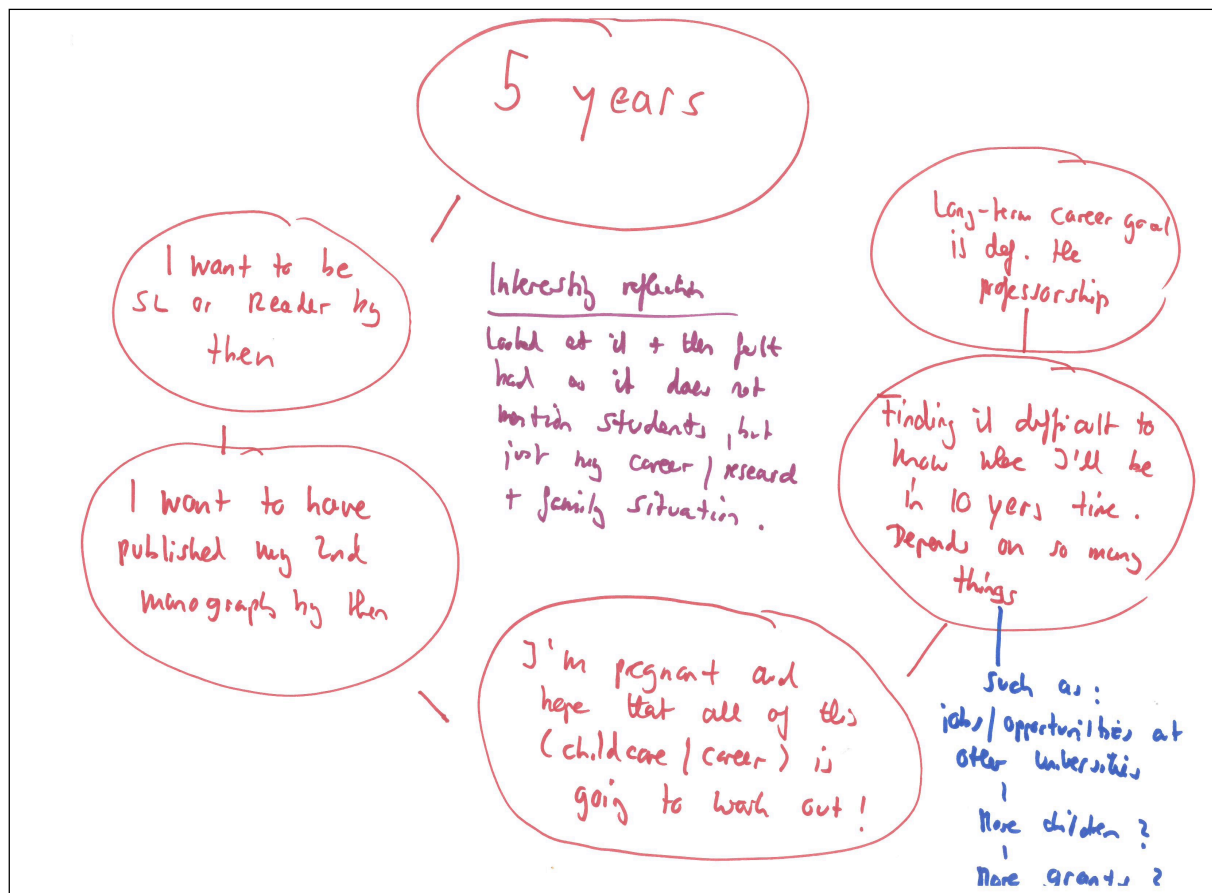 5 years
I want to be
SL or Reader by
then
I want to have
published my 2nd
monograph by then
I'm pregnant and
hope that all of this
(childcare / career) is
going to work out!
Finding it difficult to
know where I'll be
in 10 yers time.
Depends on so many
things
Long-term career goal
is def. the
professorship
such as:
jobs/opportunities at
other universities
More children?
More grants?
Interesting reflection
Looked at it + then felt
bad as it does not
mention students, but
just my career / research
+ family situation.